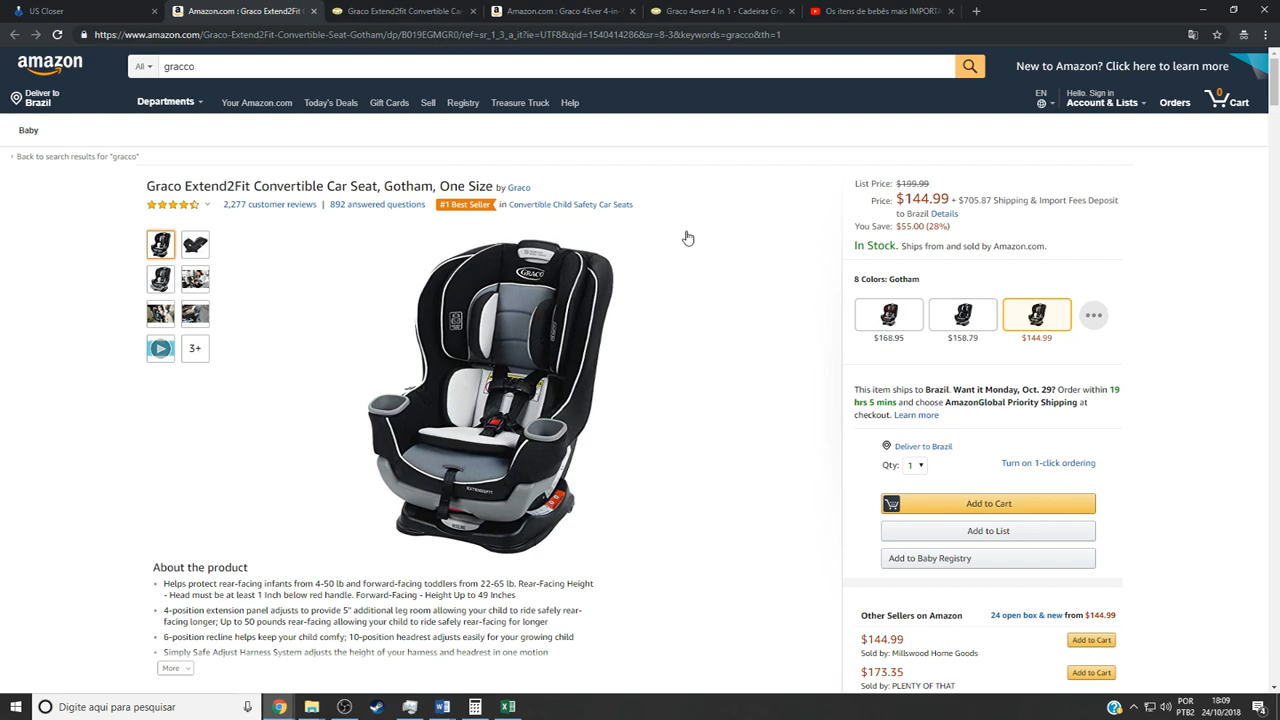 US Closer
Amazon.com : Graco Extend2Fit C
Graco Extend2Fit Convertible Car
Amazon.com : Graco 4Ever 4-in-
Graco 4ever 4 In 1 - Cadeiras Gr
Os itens de bebês mais IMPORTA
https://www.amazon.com/Graco-Extend2Fit-Convertible-Seat-Gotham/dp/B019EGMGR0/ref=sr_1_3_a_it?ie=UTF8&qid=1540414286&sr=8-3&keywords=gracco&th=1
amazon
All
gracco
New to Amazon? Click here to learn more
Deliver to
Brazil
Departments
Your Amazon.com
Today's Deals
Gift Cards
Sell
Registry
Treasure Truck
Help
EN
Hello. Sign in
Account & Lists
Orders
0
Cart
Baby
‹ Back to search results for "gracco"
Graco Extend2Fit Convertible Car Seat, Gotham, One Size by Graco
2,277 customer reviews | 892 answered questions #1 Best Seller in Convertible Child Safety Car Seats
3+
GRACO
EXTEND2FIT
About the product
• Helps protect rear-facing infants from 4-50 lb and forward-facing toddlers from 22-65 lb. Rear-Facing Height
- Head must be at least 1 Inch below red handle. Forward-Facing - Height Up to 49 Inches
• 4-position extension panel adjusts to provide 5" additional leg room allowing your child to ride safely rear-
facing longer; Up to 50 pounds rear-facing allowing your child to ride safely rear-facing for longer
• 6-position recline helps keep your child comfy; 10-position headrest adjusts easily for your growing child
• Simply Safe Adjust Harness System adjusts the height of your harness and headrest in one motion
More
List Price: $199.99
Price: $144.99 + $705.87 Shipping & Import Fees Deposit
to Brazil Details
You Save: $55.00 (28%)
In Stock. Ships from and sold by Amazon.com.
8 Colors: Gotham
$168.95
$158.79
$144.99
This item ships to Brazil. Want it Monday, Oct. 29? Order within 19
hrs 5 mins and choose AmazonGlobal Priority Shipping at
checkout. Learn more
Deliver to Brazil
Qty: 1
Turn on 1-click ordering
Add to Cart
Add to List
Add to Baby Registry
Other Sellers on Amazon
24 open box & new from $144.99
$144.99
Add to Cart
Sold by: Millswood Home Goods
$173.35
Add to Cart
Sold by: PLENTY OF THAT
Digite aqui para pesquisar
POR
PTB2
18:09
24/10/2018
4